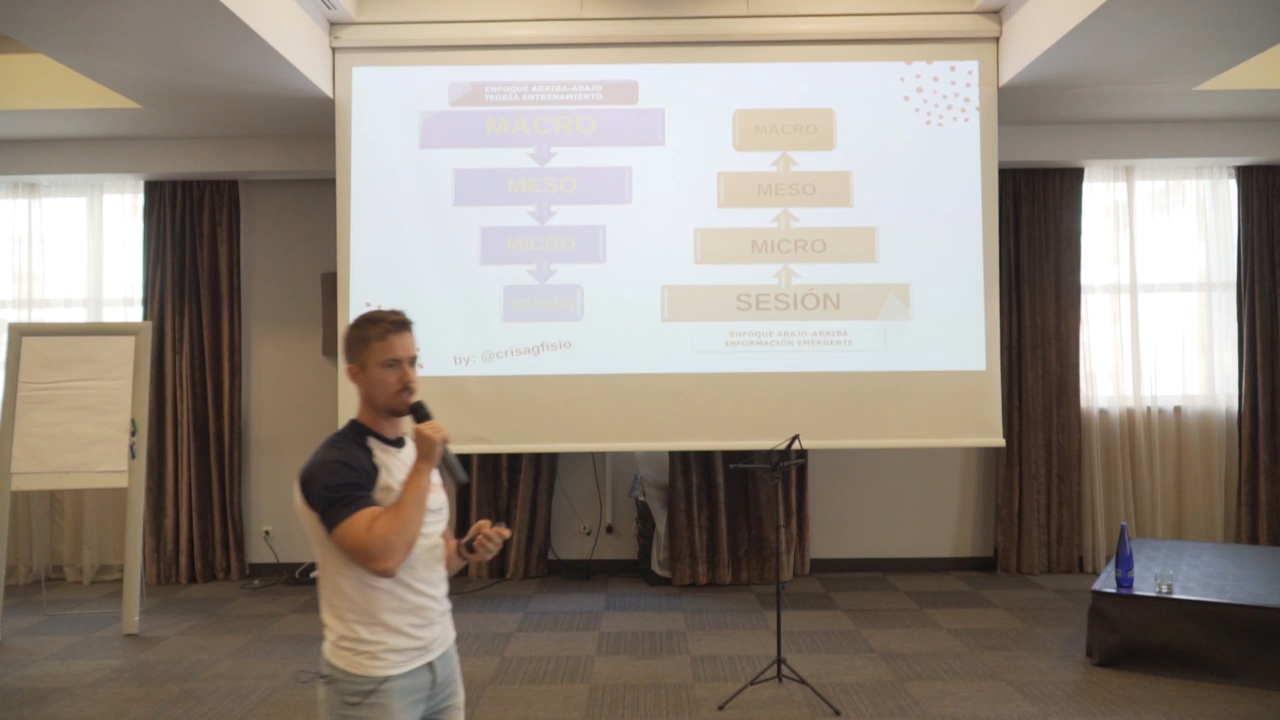 ENFOQUE ARRIBA-ABAJO
TEORÍA ENTRENAMIENTO
MACRO
MESO
MICRO
SESIÓN
by: @crisagfisio
MACRO
MESO
MICRO
SESIÓN
ENFOQUE ABAJO-ARRIBA
INFORMACIÓN EMERGENTE